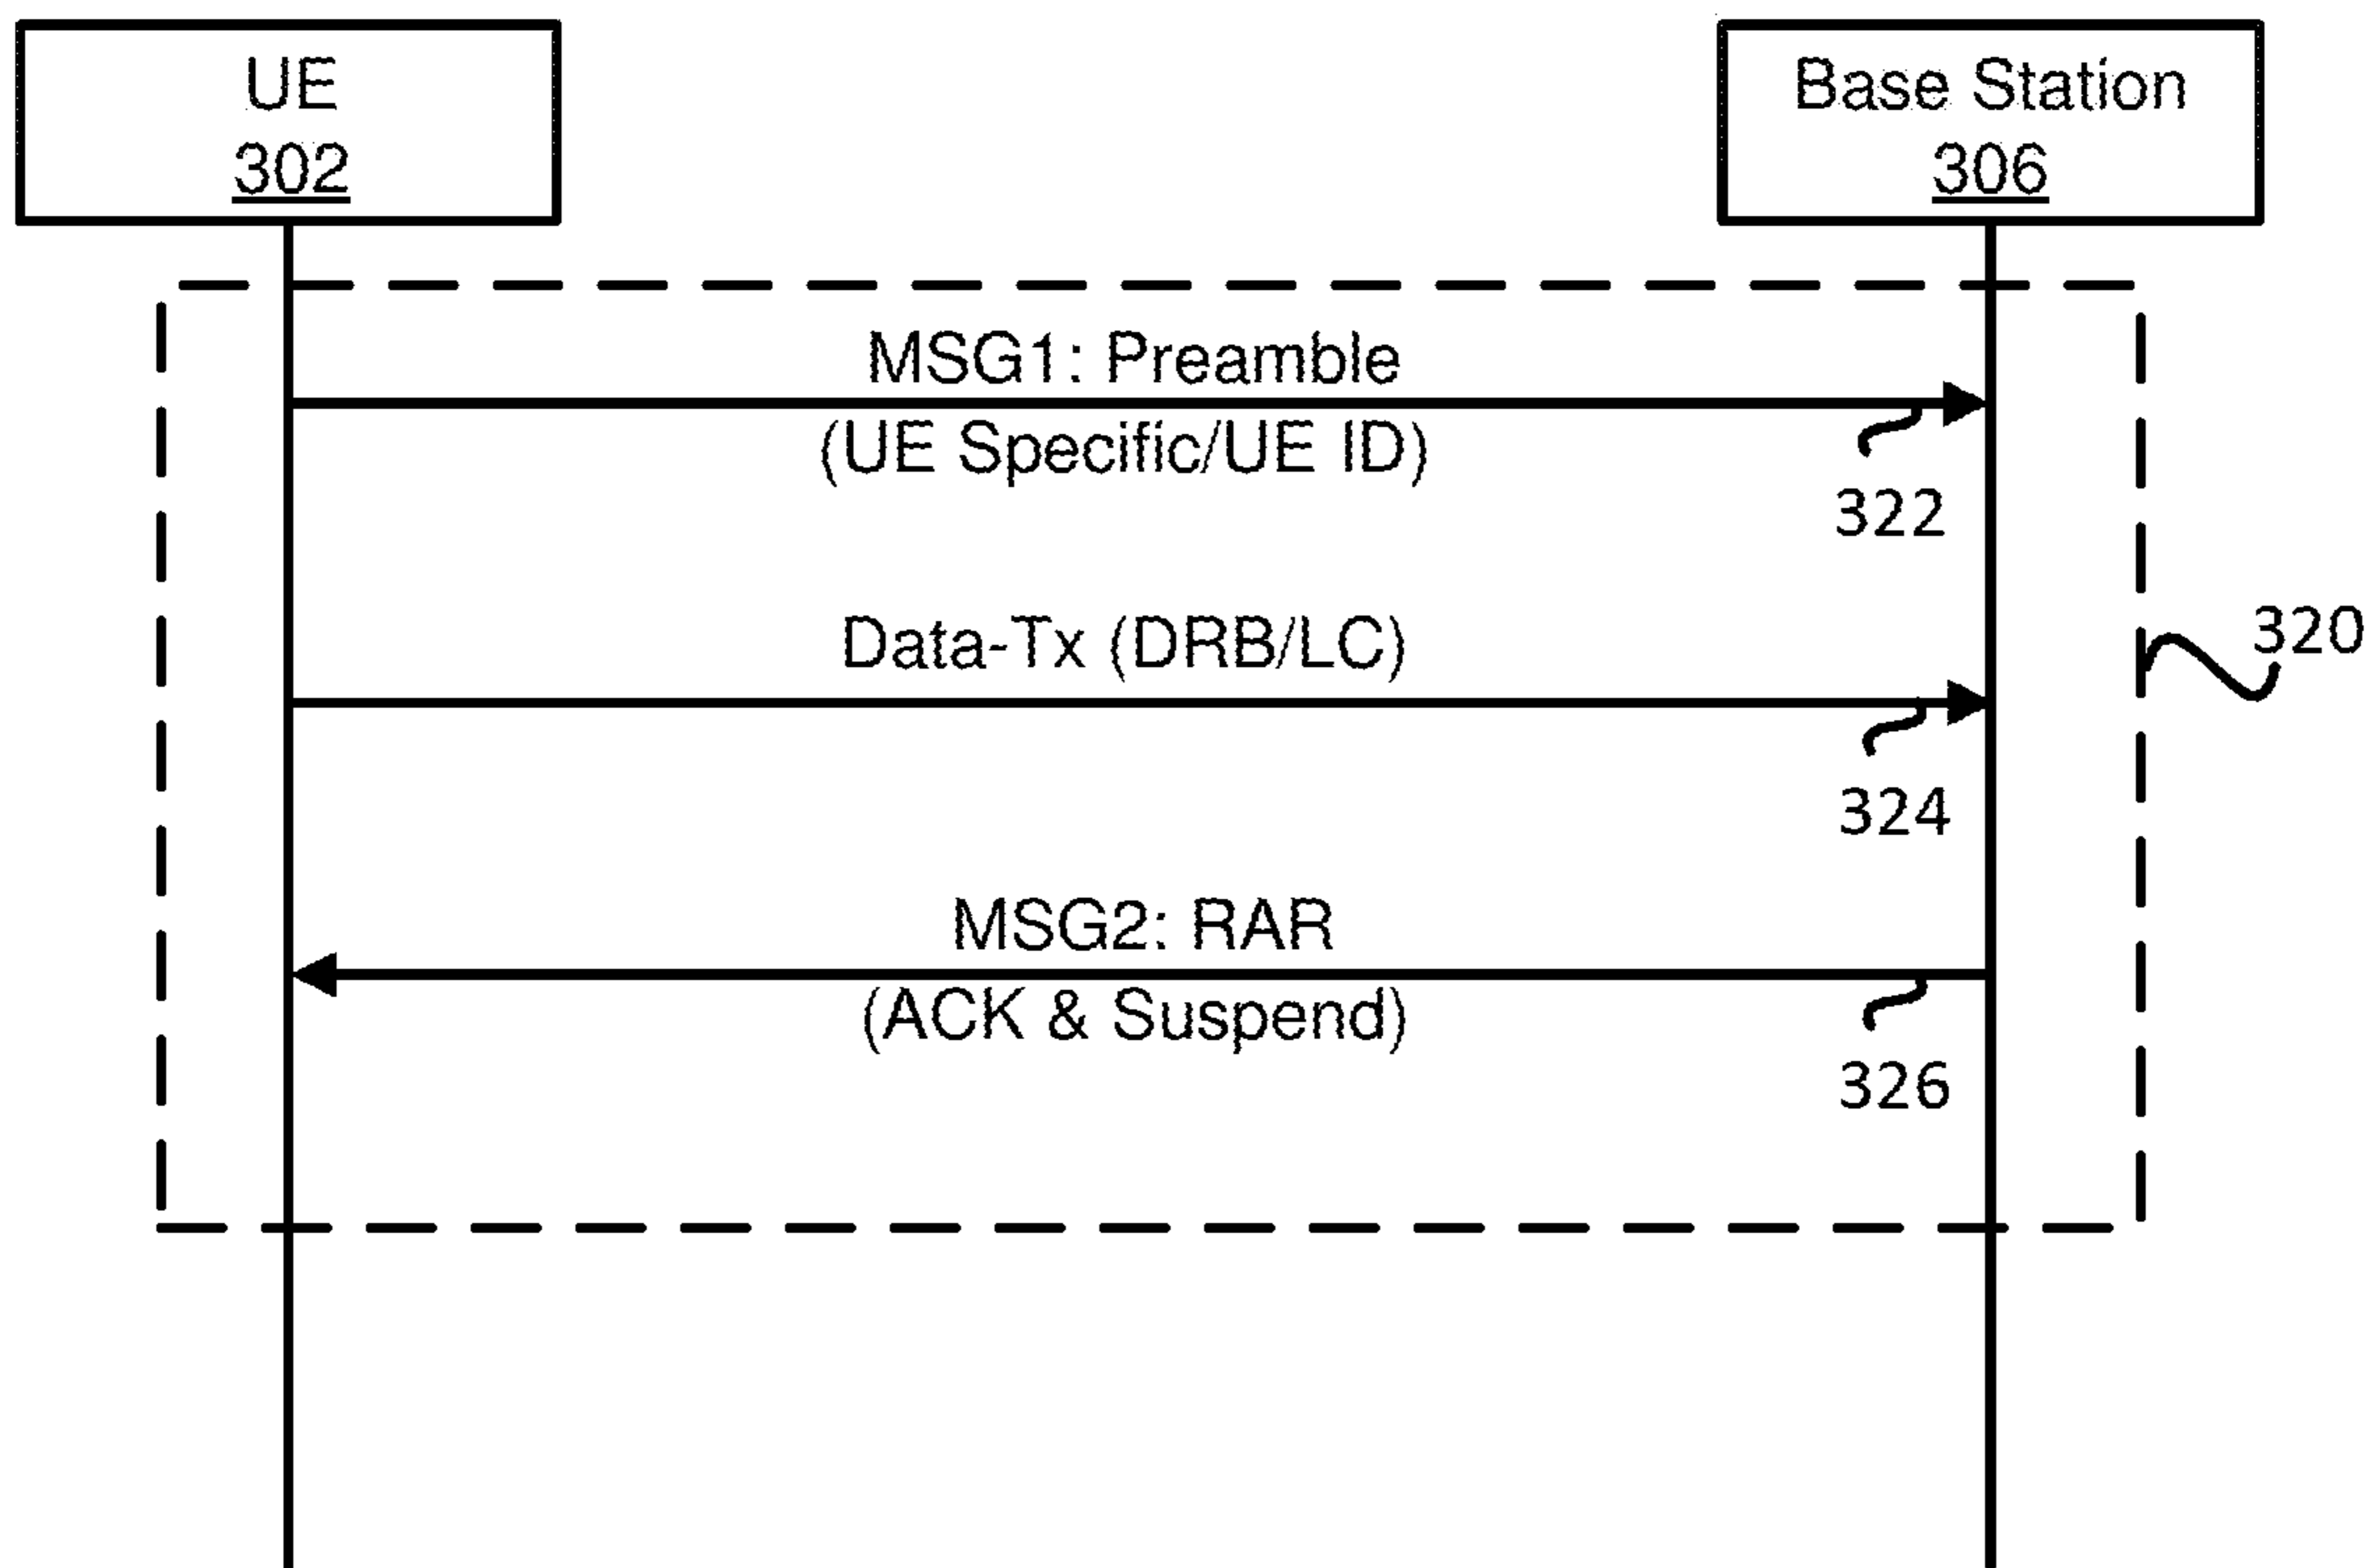 UE
302
Base Station
306
MSG1: Preamble
(UE Specific/UE ID)
322
Data-Tx (DRB/LC)
320
324
MSG2: RAR
(ACK & Suspend)
326